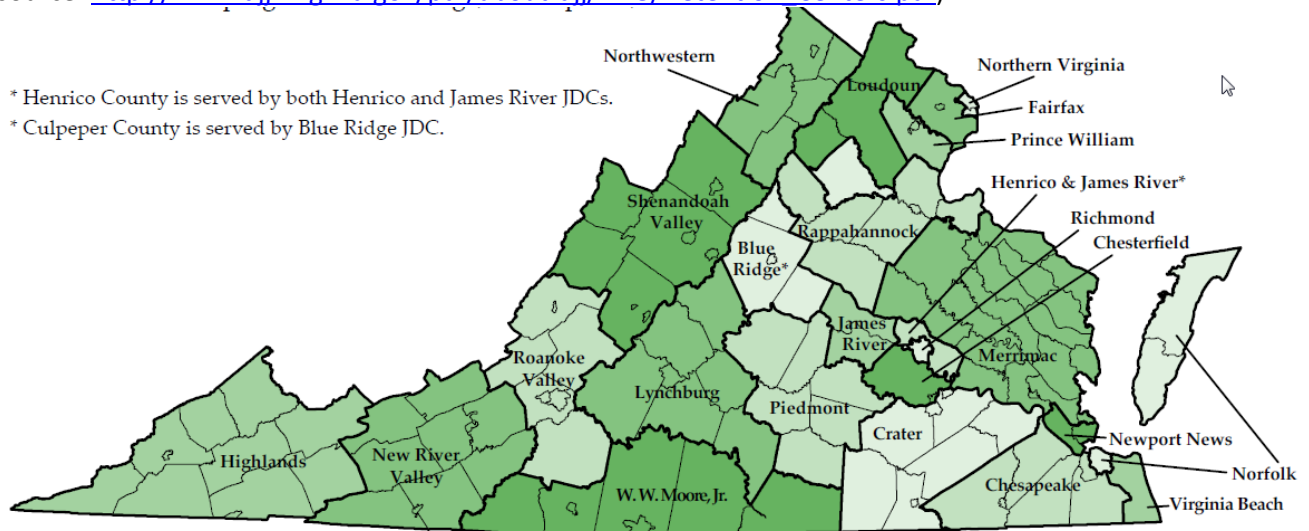 * Henrico County is served by both Henrico and James River JDCs.
* Culpeper County is served by Blue Ridge JDC.
Northwestern
Loudoun
Northern Virginia
Fairfax
Prince William
Henrico & James River*
Richmond
Chesterfield
Shenandoah
Valley
Rappahannock
Blue
Ridge*
James
River
Merrimac
Roanoke
Valley
Lynchburg
Piedmont
Crater
Newport News
Highlands
New River
Valley
W. W. Moore, Jr.
Chesapeake
Norfolk
Virginia Beach